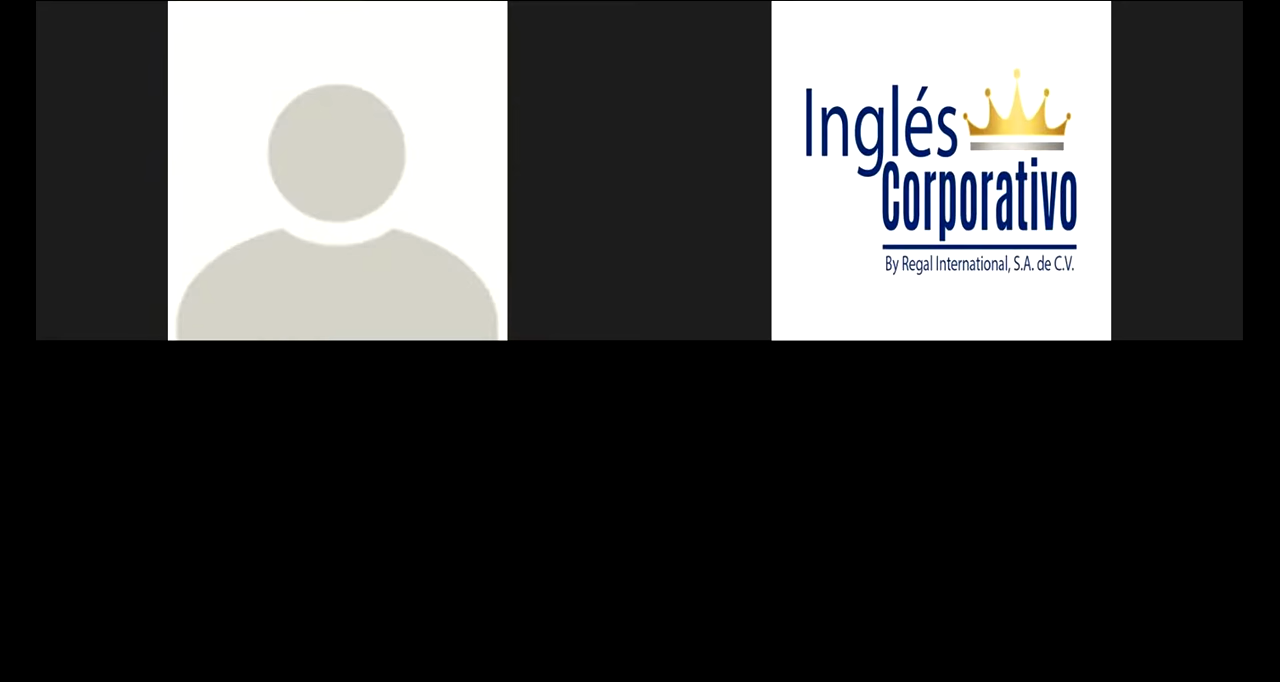 Inglés
Corporativo
By Regal International, S.A. de C.V.